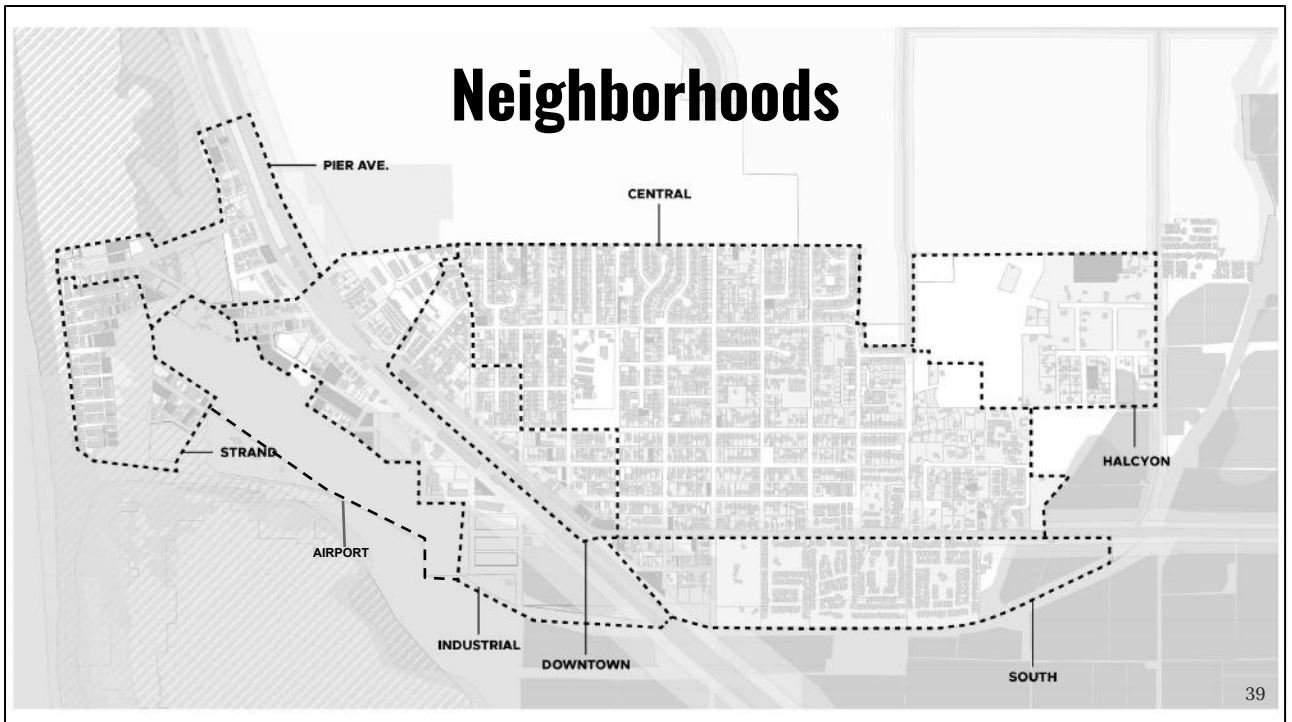 Neighborhoods
PIER AVE.
CENTRAL
STRAND
HALCYON
AIRPORT
INDUSTRIAL
DOWNTOWN
SOUTH
39